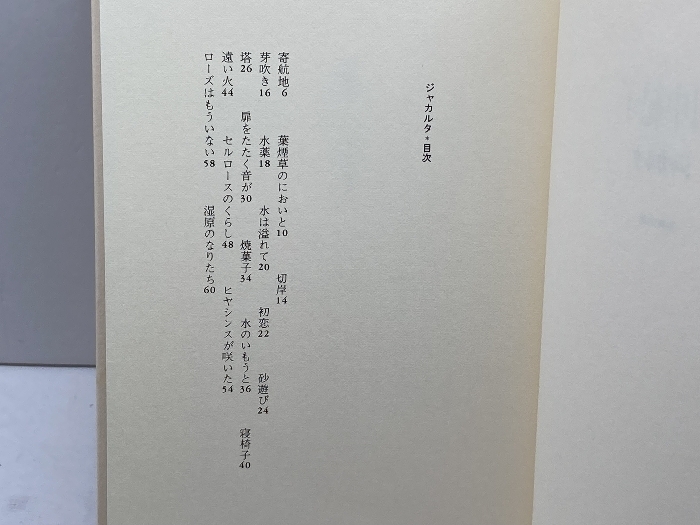 ジャカルタ*目次
寄航地6 葉煙草のにおいと10 切岸14
芽吹き16 水薬18 水は溢れて20 初恋22 砂遊び24
塔26 扉をたたく音が30 焼菓子34 水のいもうと36 寝椅子40
遠い火44 セルロースのくらし48 ヒヤシンスが咲いた54
ローズはもういない58 湿原のなりたち60